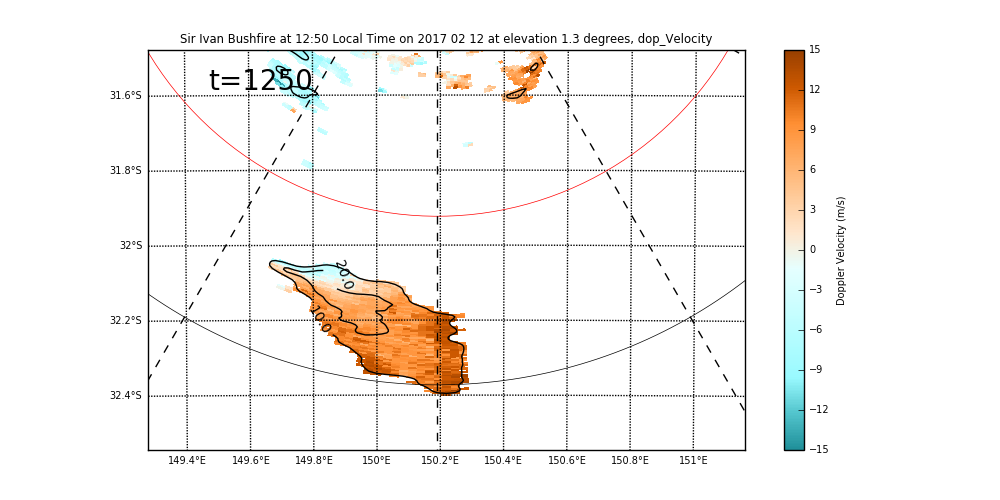 Sir Ivan Bushfire at 12:50 Local Time on 2017 02 12 at elevation 1.3 degrees, dop_Velocity
t=1250
31.6°S
31.8°S
32°S
32.2°S
32.4°S
20.0
10.0
149.4°E 149.6°E 149.8°E 150°E 150.2°E 150.4°E 150.6°E 150.8°E 151°E
15
12
9
6
3
0
−3
−6
−9
−12
−15
Doppler Velocity (m/s)